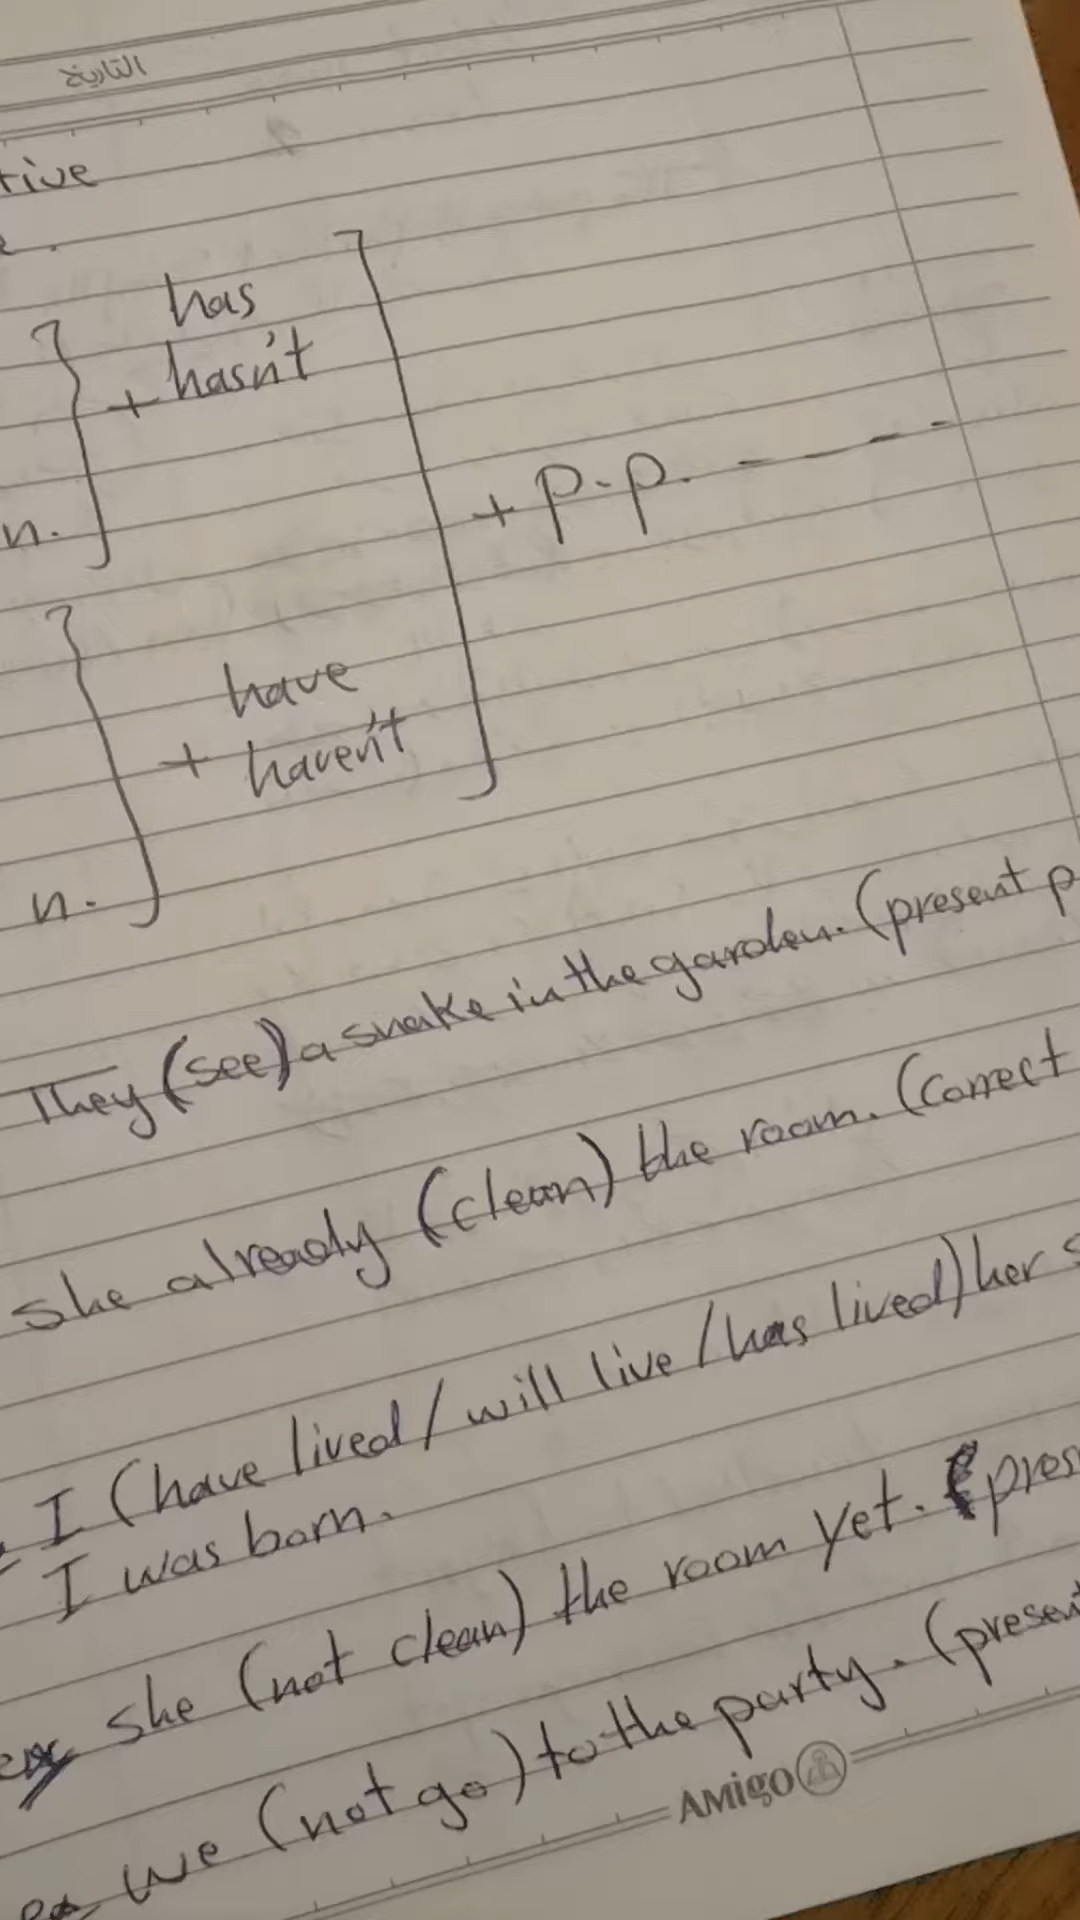 التاريخ
tive
e.
has
+ hasn't
n.
+ p.p. - - - -
have
+ haven't
n.
They (see) a snake in the garden. (present p
She already (clean) the room. (correct
I (have lived / will live / has lived) her s
I was born.
She (not clean) the room yet. (pres
we (not go) to the party. (present
AMigo